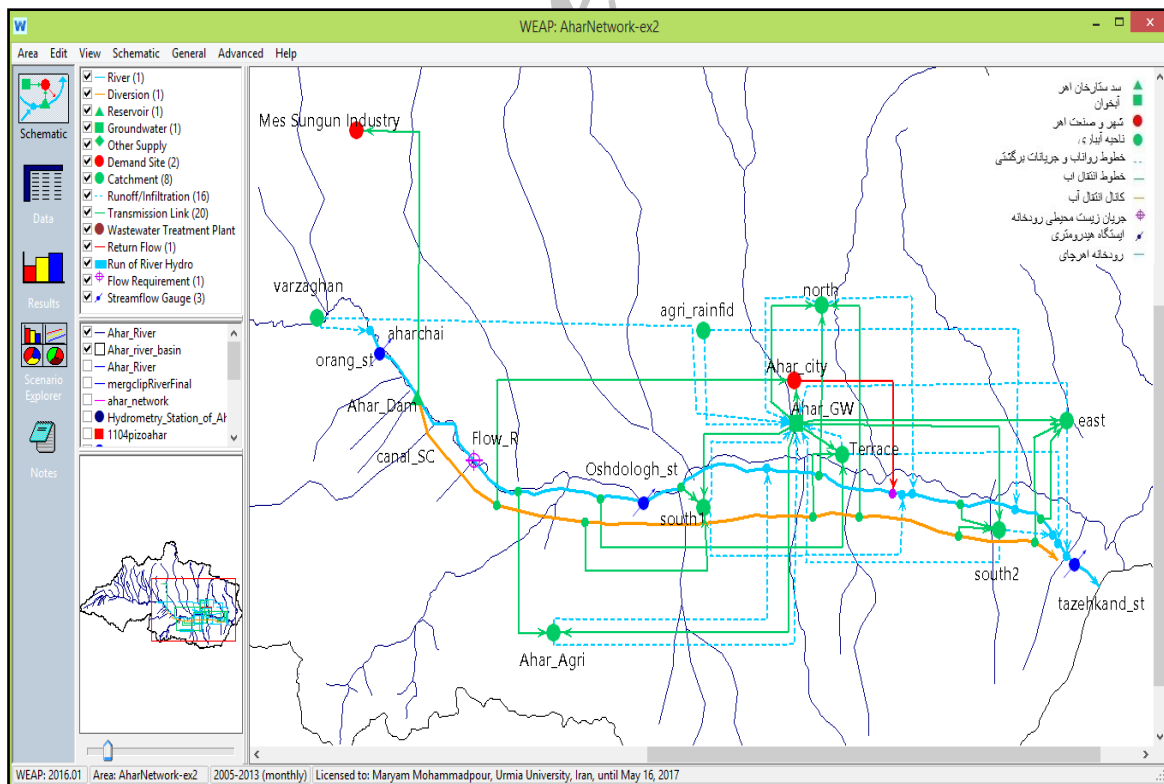 WEAP: AharNetwork-ex2
Area Edit View Schematic General Advanced Help
Schematic
Data
Results
Scenario Explorer
Notes
River (1)
Diversion (1)
Reservoir (1)
Groundwater (1)
Other Supply
Demand Site (2)
Catchment (8)
Runoff/Infiltration (16)
Transmission Link (20)
Wastewater Treatment Plant
Return Flow (1)
Run of River Hydro
Flow Requirement (1)
Streamflow Gauge (3)
Ahar_River
Ahar_river_basin
Ahar_River
mergclipRiverFinal
ahar_network
Hydrometry_Station_of_Al
1104pizoahar
Mes Sungun Industry
varzaghan
aharchai
orang_st
Ahar_Dam
canal_SC
Flow_R
Oshdologh_st
south1
Ahar_Agri
agri_rainfid
north
Ahar_city
Ahar_GW
Terrace
east
south2
tazehkand_st
سد ستارخان اهر
آبخوان
شهر و صنعت اهر
ناحیه آبیاری
خطوط رواناب و جریانات برگشتی
خطوط انتقال اب
کانال انتقال آب
جریان زیست محیطی رودخانه
ایستگاه هیدرومتری
رودخانه اهرچای
WEAP: 2016.01 Area: AharNetwork-ex2 2005-2013 (monthly) Licensed to: Maryam Mohammadpour, Urmia University, Iran, until May 16, 2017